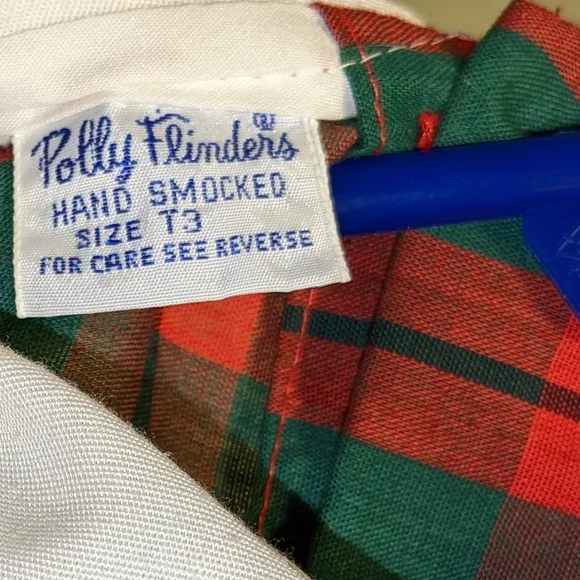 Polly Flinders®
HAND SMOCKED
SIZE T3
FOR CARE SEE REVERSE